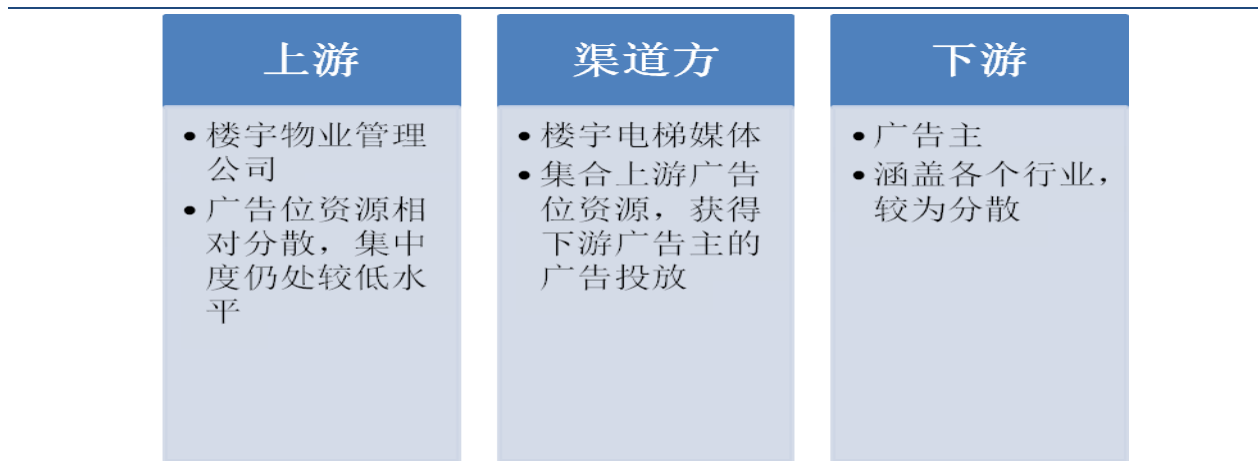 上游
• 楼宇物业管理
公司
• 广告位资源相
对分散，集中
度仍处较低水
平
渠道方
• 楼宇电梯媒体
• 集合上游广告
位资源，获得
下游广告主的
广告投放
下游
• 广告主
• 涵盖各个行业，
较为分散